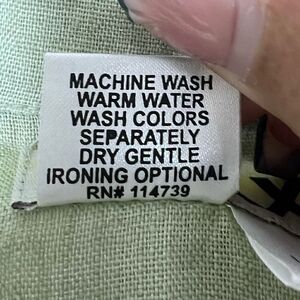 MACHINE WASH
WARM WATER
WASH COLORS
SEPARATELY
DRY GENTLE
IRONING OPTIONAL
RN# 114739